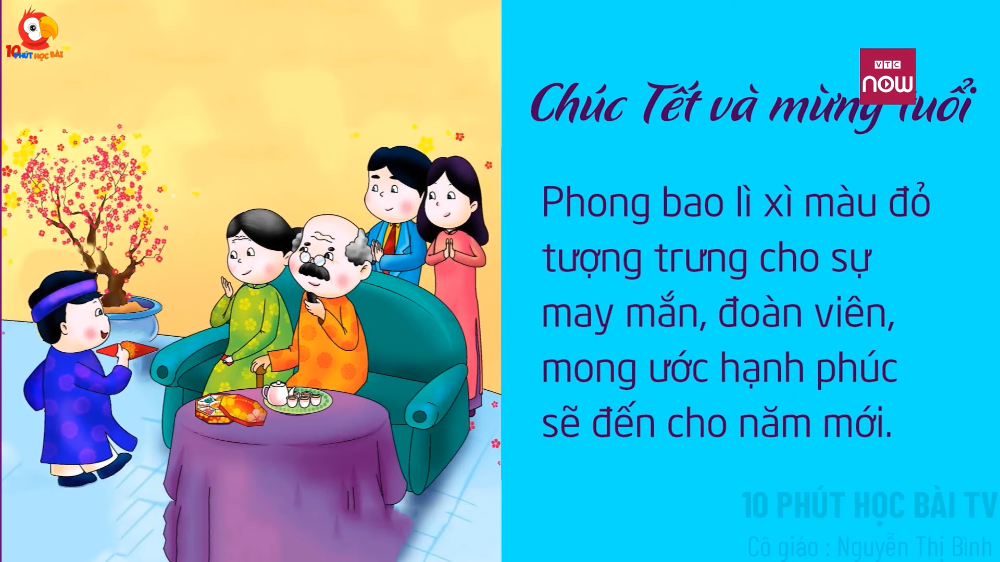 10
PHÚT HỌC BÀI
VTC
NOW
Chúc Tết và mừng tuổi
Phong bao lì xì màu đỏ
tượng trưng cho sự
may mắn, đoàn viên,
mong ước hạnh phúc
sẽ đến cho năm mới.
10 PHÚT HỌC BÀI TV
Cô giáo : Nguyễn Thị Bình